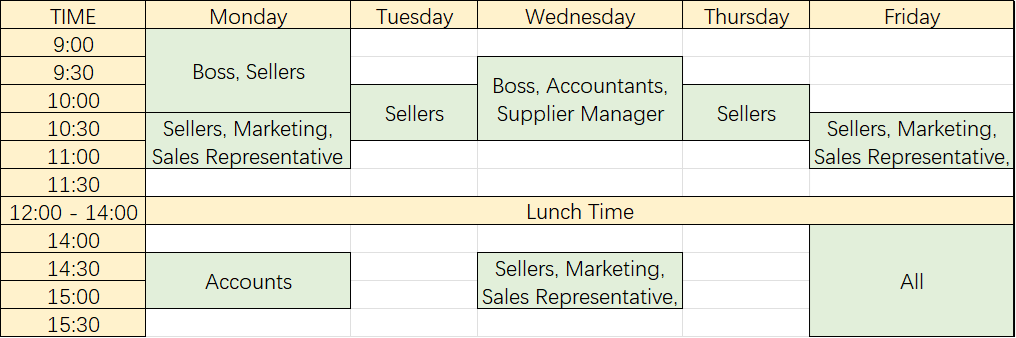 TIME Monday Tuesday Wednesday Thursday Friday
9:00
9:30
10:00
10:30
11:00
11:30
Boss, Sellers
Sellers, Marketing,
Sales Representative
Sellers
Boss, Accountants,
Supplier Manager
Sellers
Sellers, Marketing,
Sales Representative,
12:00 - 14:00 Lunch Time
14:00
14:30
15:00
15:30
Accounts
Sellers, Marketing,
Sales Representative,
All